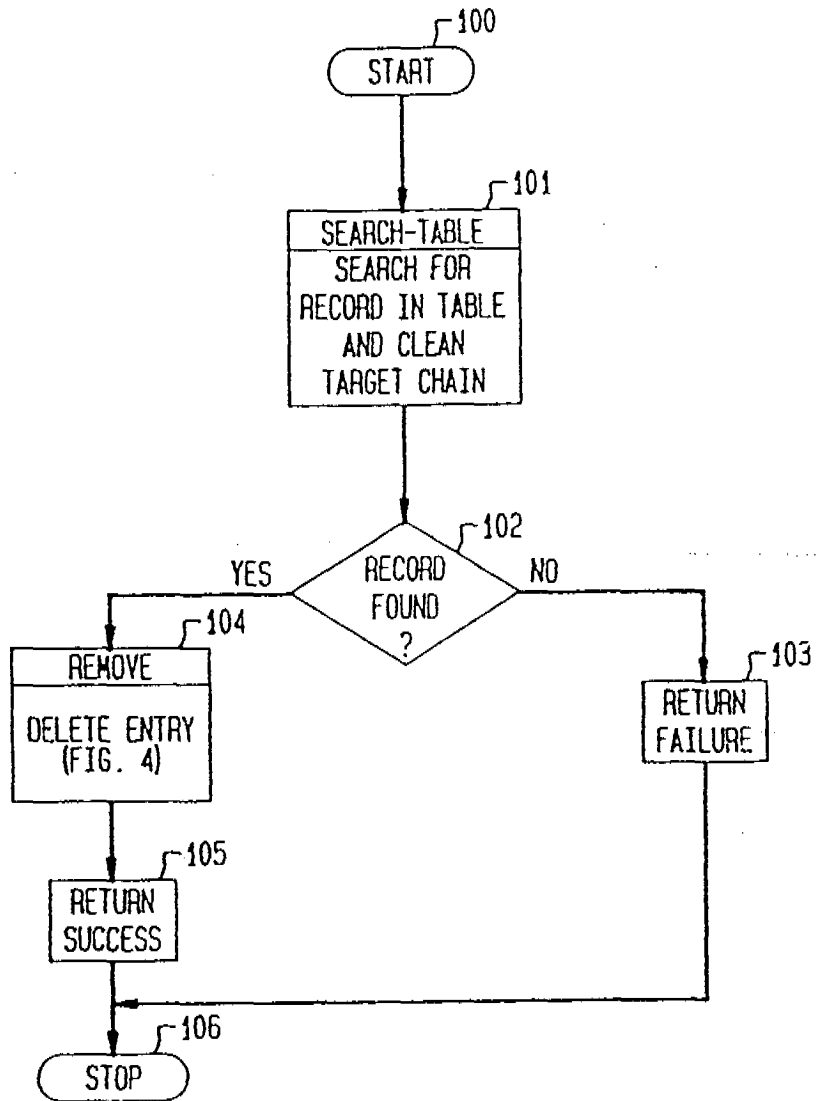 100
START
101
SEARCH-TABLE
SEARCH FOR
RECORD IN TABLE
AND CLEAN
TARGET CHAIN
102
YES
RECORD
FOUND
?
NO
104
REMOVE
DELETE ENTRY
(FIG. 4)
103
RETURN
FAILURE
105
RETURN
SUCCESS
106
STOP